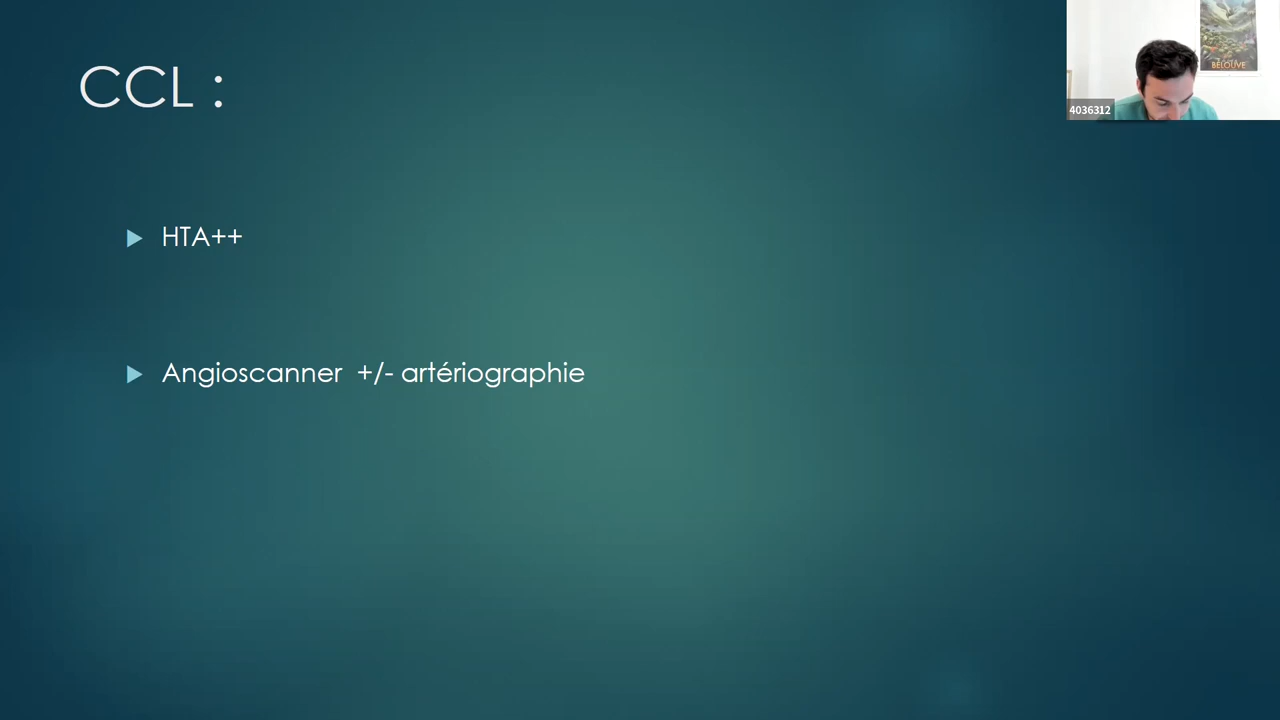 CCL :
HTA++
Angioscanner +/- artériographie
4036312
BELOUVE